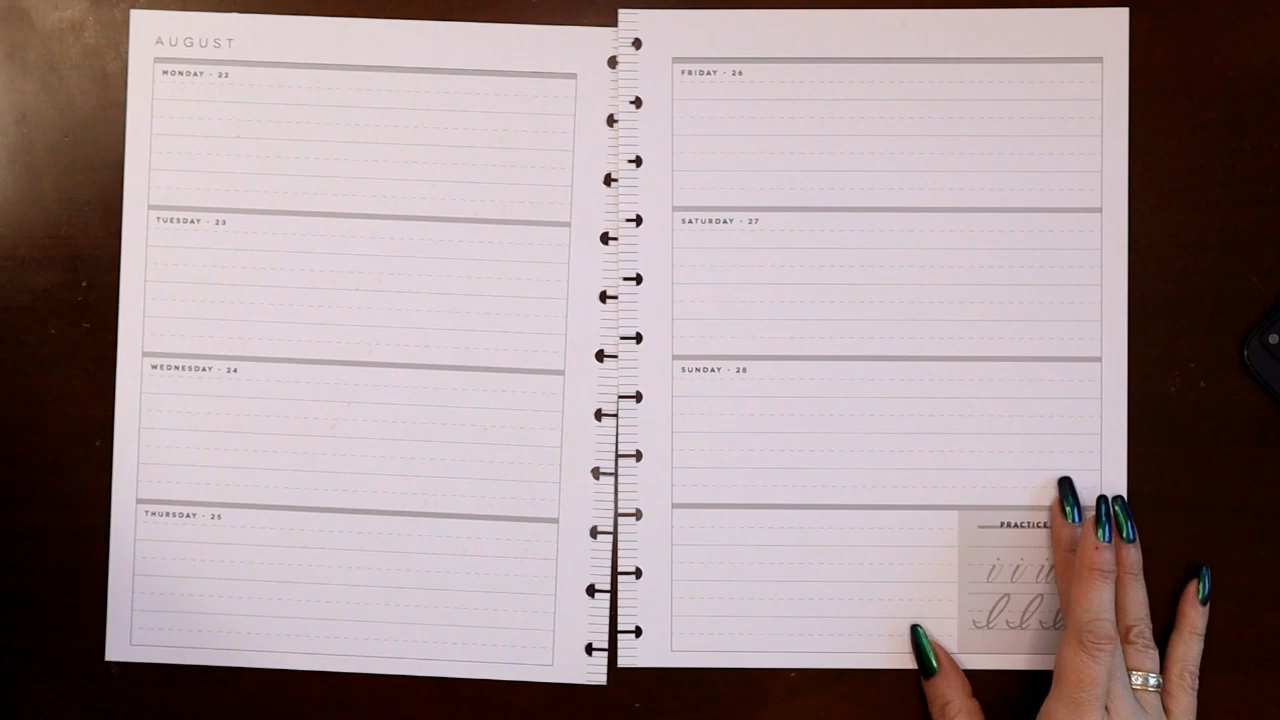 AUGUST
MONDAY · 22
TUESDAY · 23
WEDNESDAY · 24
THURSDAY · 25
FRIDAY · 26
SATURDAY · 27
SUNDAY · 28
PRACTICE
i i i